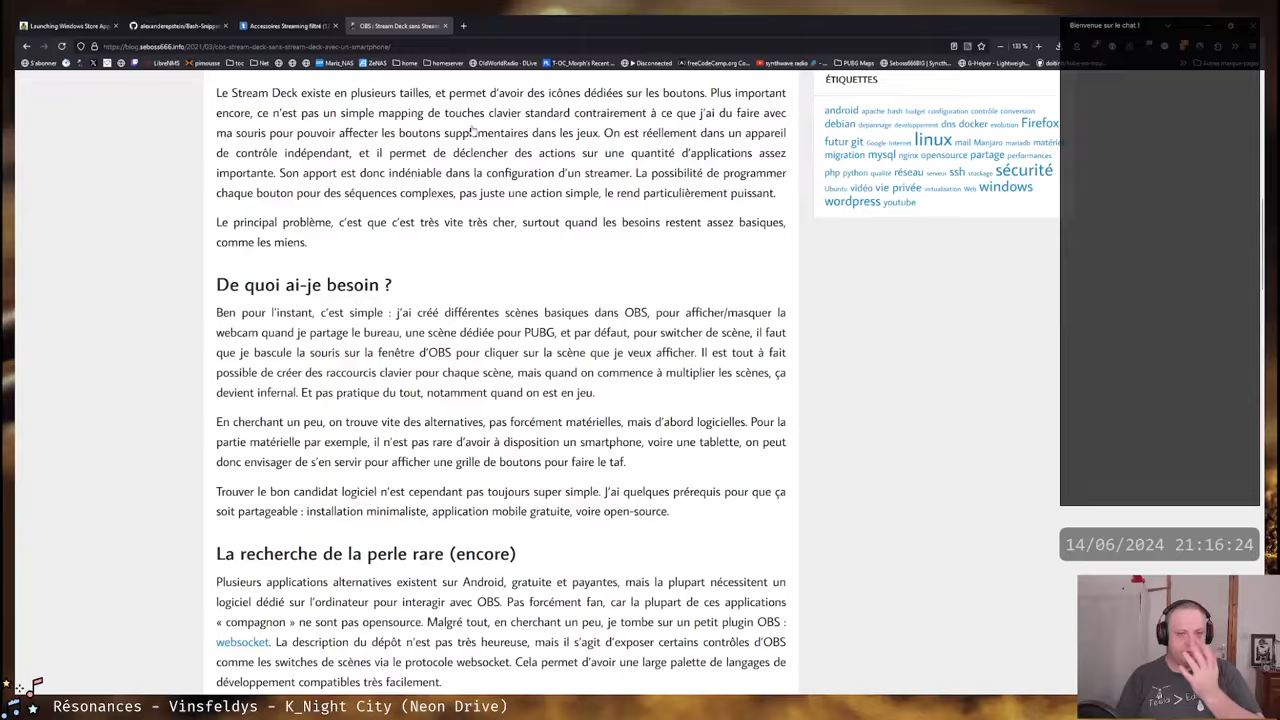 Launching Windows Store App
alexanderepstein/Bash-Snippe
Accessoires Streaming filtré
OBS : Stream Deck sans Stream
Bienvenue sur le chat !
https://blog.seboss666.info/2021/03/obs-stream-deck-sans-stream-deck-avec-un-smartphone/
133 %
S'abonner
LibreNMS
pimousse
toc
Net
Maria_NAS
ZeNAS
home
homserver
OldWorldRadio - DLive
T-OC_Morph's Recent
Disconnected
freeCodeCamp.org Co
synthwave radio
PUBG Maps
Seboss666BIG | Synth
G-Helper - Lightweigh
Autres marque-pages
Le Stream Deck existe en plusieurs tailles, et permet d'avoir des icônes dédiées sur les boutons. Plus important
encore, ce n'est pas un simple mapping de touches clavier standard contrairement à ce que j'ai du faire avec
ma souris pour pouvoir affecter les boutons supplémentaires dans les jeux. On est réellement dans un appareil
de contrôle indépendant, et il permet de déclencher des actions sur une quantité d'applications assez
importante. Son intérêt est donc indéniable dans la configuration d'un streamer. La possibilité de programmer
chaque bouton avec des séquences complexes, pas juste une action simple, le rend particulièrement puissant.
Le principal problème, c'est que c'est très vite très cher, surtout quand les besoins restent assez basiques,
comme les miens.
De quoi ai-je besoin ?
Ben pour l'instant, c'est simple : j'ai créé différentes scènes basiques dans OBS, pour afficher/masquer la
webcam quand je partage le bureau, une scène dédiée pour PUBG, et par défaut, pour switcher de scène, il faut
que je bascule la souris sur la fenêtre d'OBS pour cliquer sur la scène que je veux afficher. Il est tout à fait
possible de créer des raccourcis clavier pour chaque scène, mais quand on commence à multiplier les scènes, ça
devient infernal. Et pas pratique du tout, notamment quand on est en jeu.
En cherchant un peu, on trouve vite des alternatives, pas forcément matérielles, mais d'abord logicielles. Pour la
partie matérielle par exemple, il n'est pas rare d'avoir à disposition un smartphone, voire une tablette, on peut
donc envisager de s'en servir pour afficher une grille de boutons pour faire le taf.
Trouver le bon candidat logiciel n'est cependant pas toujours super simple. J'ai quelques prérequis pour que ça
soit partageable : installation minimaliste, application mobile gratuite, voire open-source.
La recherche de la perle rare (encore)
Plusieurs applications alternatives existent sur Android, gratuite et payantes, mais la plupart nécessitent un
logiciel dédié sur l'ordinateur pour interagir avec OBS. Pas forcément fan, car la plupart de ces applications
« compagnon » ne sont pas opensource. Malgré tout, en cherchant un peu, je tombe sur un petit plugin OBS :
websocket. La description du dépôt n'est pas très heureuse, mais il s'agit d'exposer certains contrôles d'OBS
comme les switches de scènes via le protocole websocket. Cela permet d'avoir une large palette de langages de
développement compatibles très facilement.
ÉTIQUETTES
android apache bash budget configuration contrôle conversion
debian depannage developpement dns docker evolution Firefox
futur git Google Internet linux mail Manjaro mariadb matérie
migration mysql nginx opensource partage performances
php python qualité réseau serveur ssh stockage sécurité
Ubuntu vidéo vie privée virtualisation Web windows
wordpress youtube
14/06/2024 21:16:24
Résonances - Vinsfeldys - K_Night City (Neon Drive)